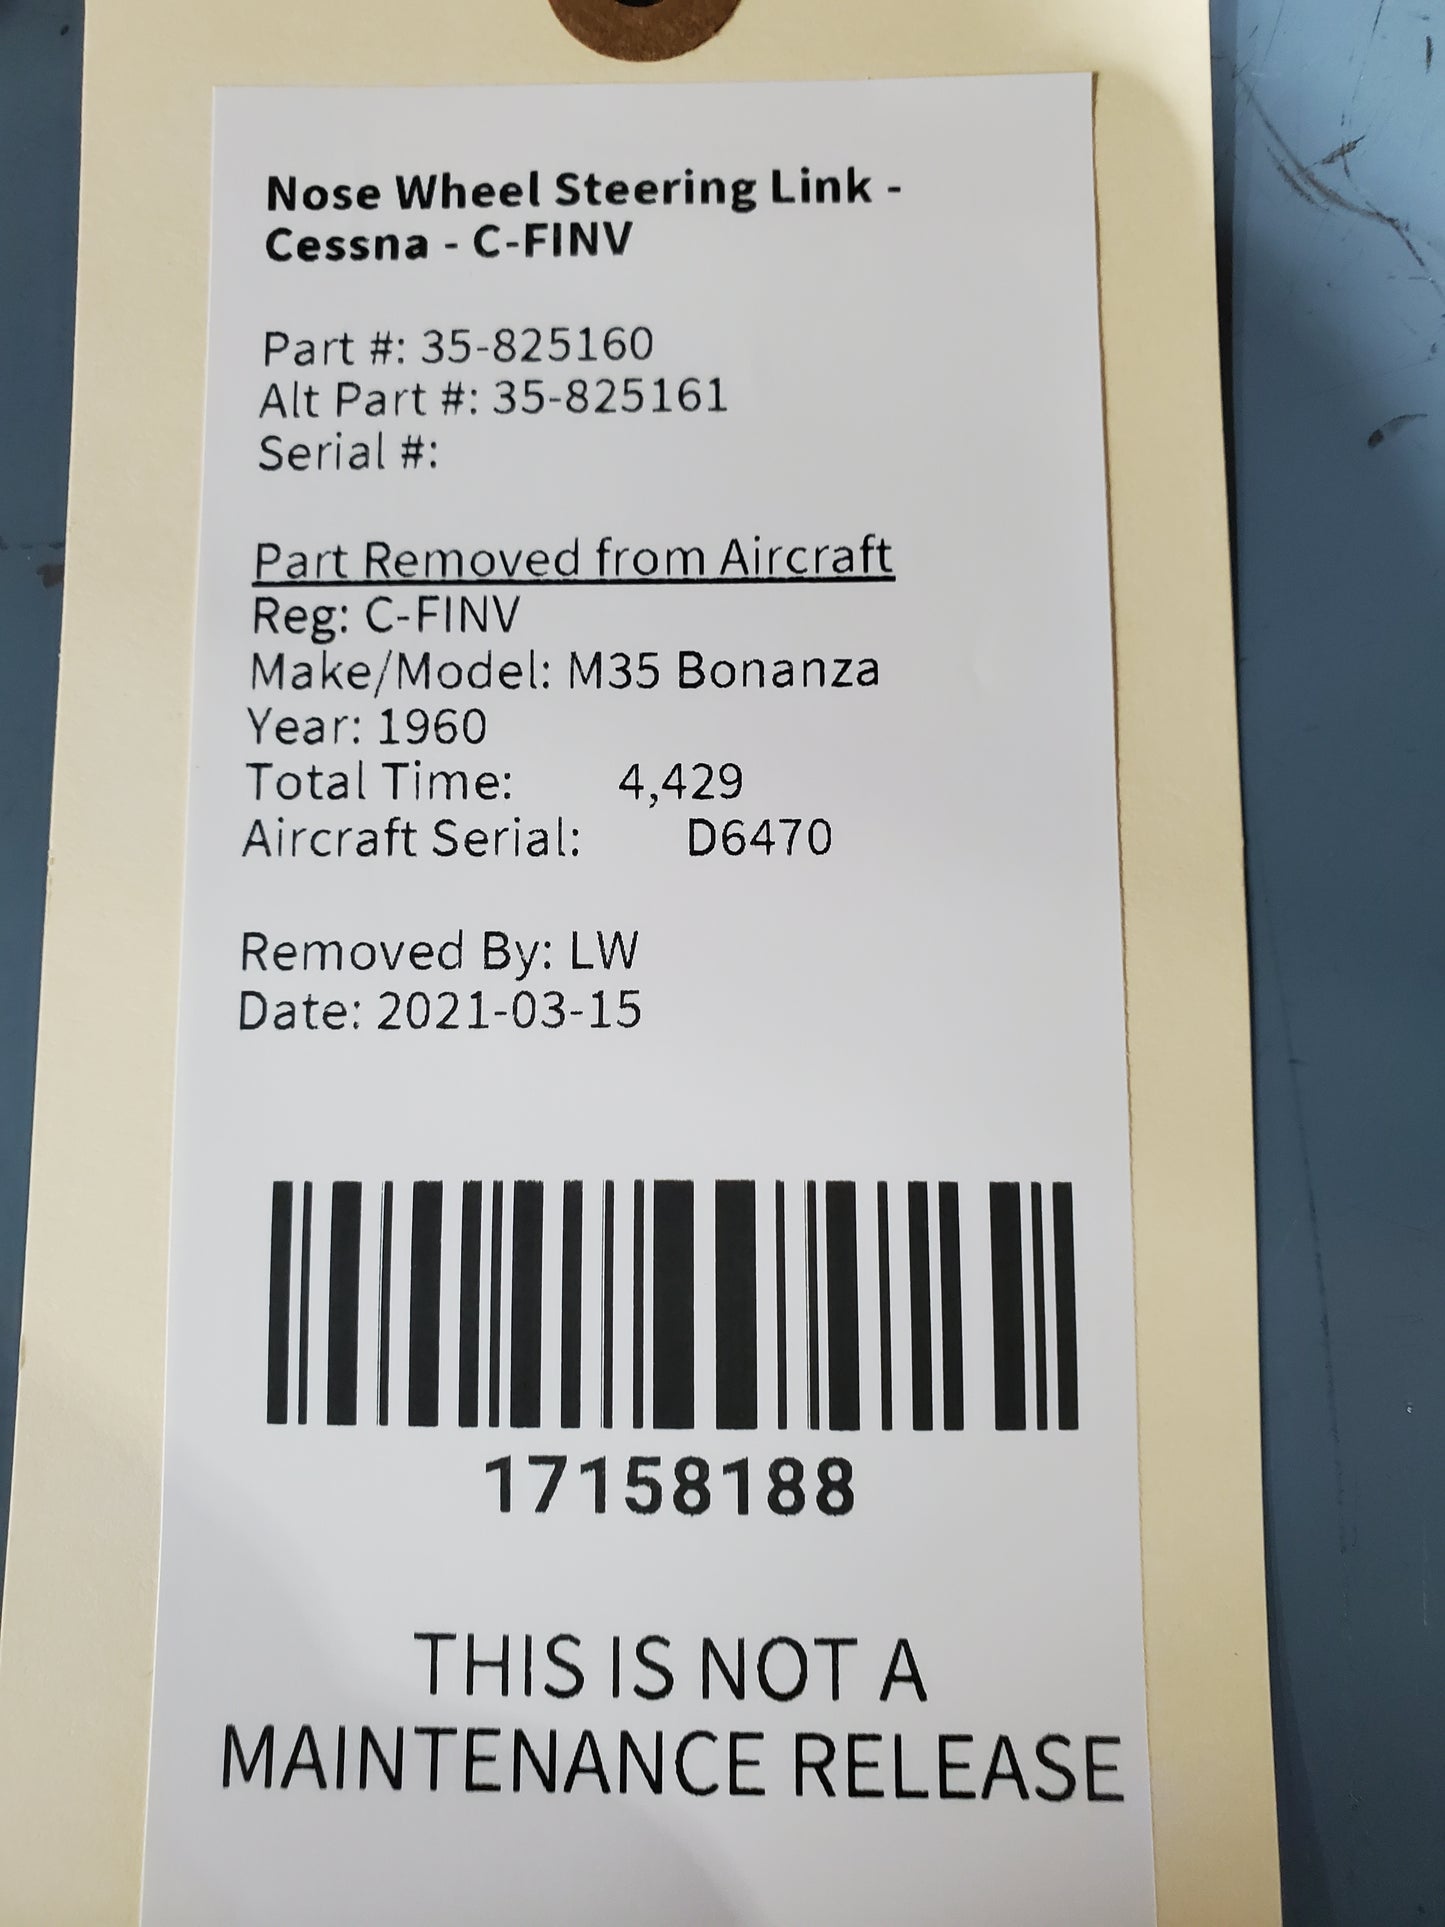 Nose Wheel Steering Link -
Cessna - C-FINV
Part #: 35-825160
Alt Part #: 35-825161
Serial #:
Part Removed from Aircraft
Reg: C-FINV
Make/Model: M35 Bonanza
Year: 1960
Total Time: 4,429
Aircraft Serial: D6470
Removed By: LW
Date: 2021-03-15
17158188
THIS IS NOT A
MAINTENANCE RELEASE